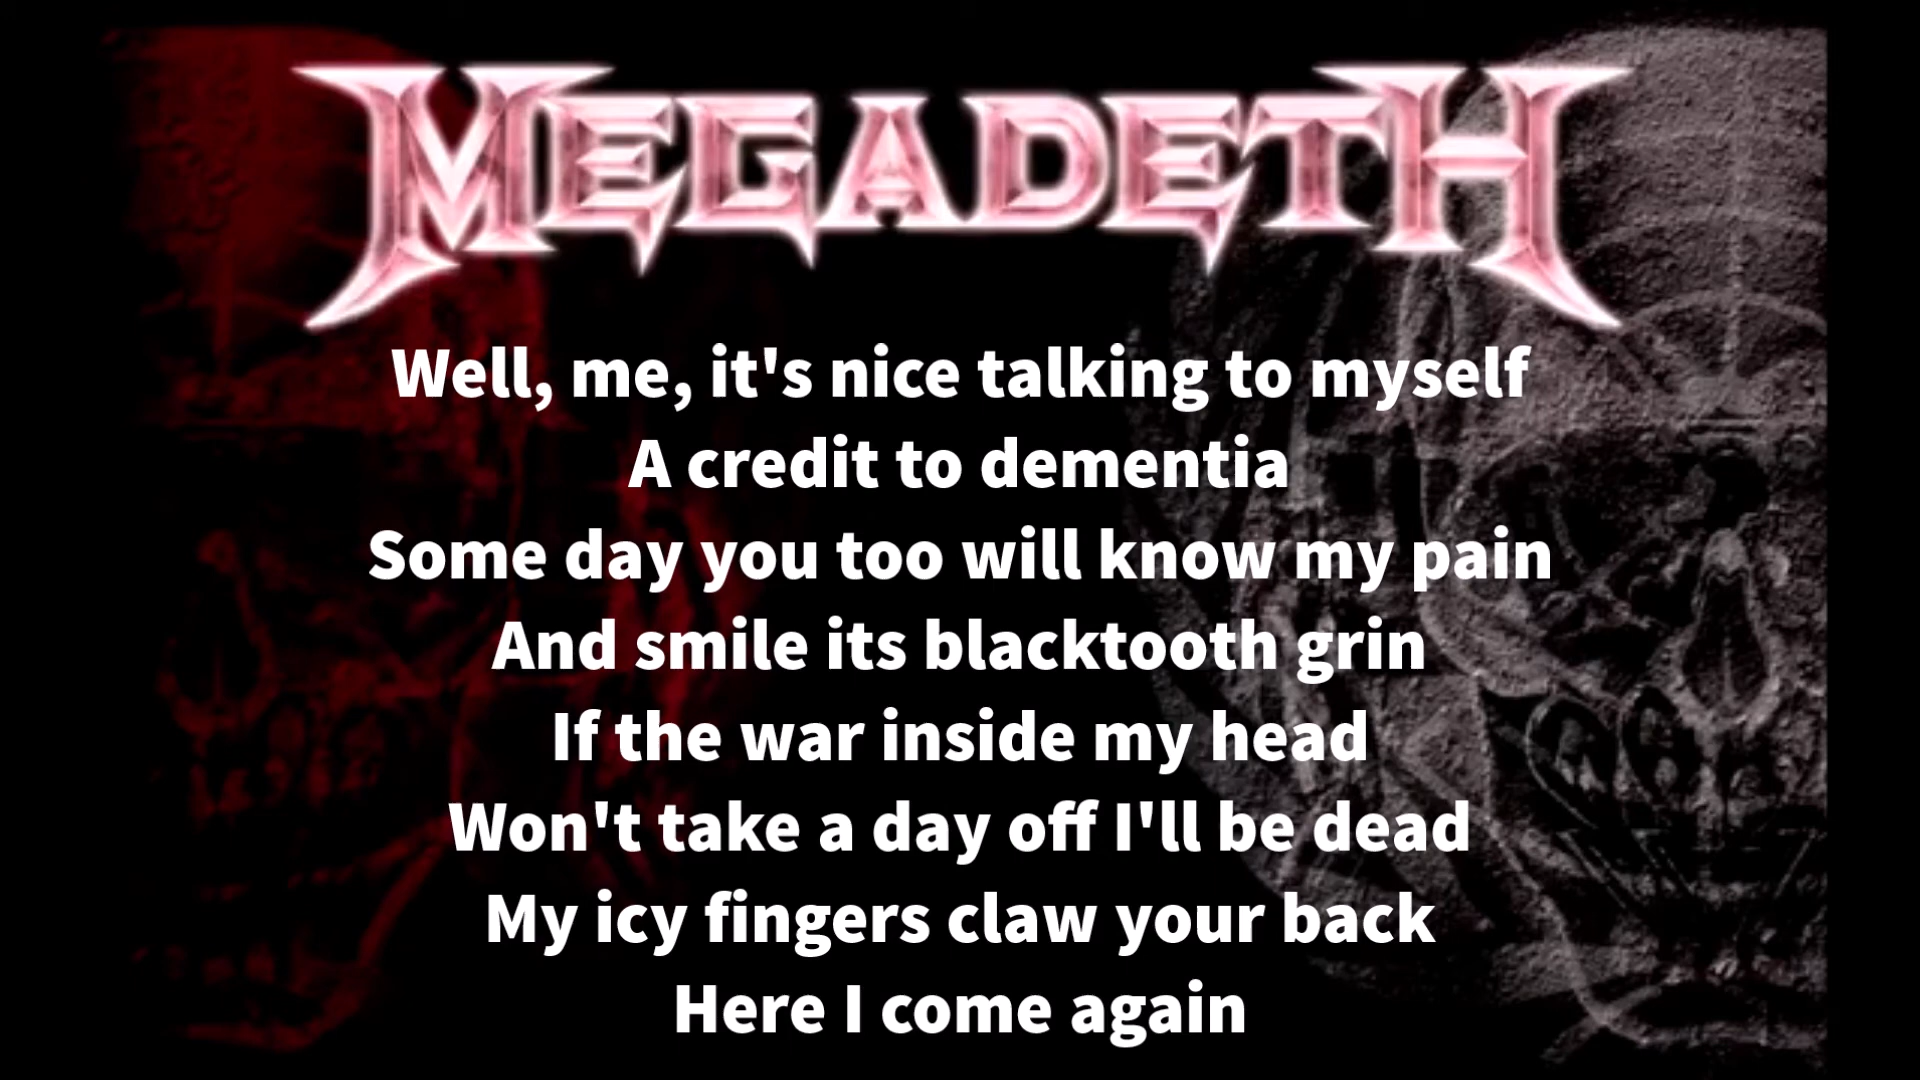 MEGADETH
Well, me, it's nice talking to myself
A credit to dementia
Some day you too will know my pain
And smile its blacktooth grin
If the war inside my head
Won't take a day off I'll be dead
My icy fingers claw your back
Here I come again